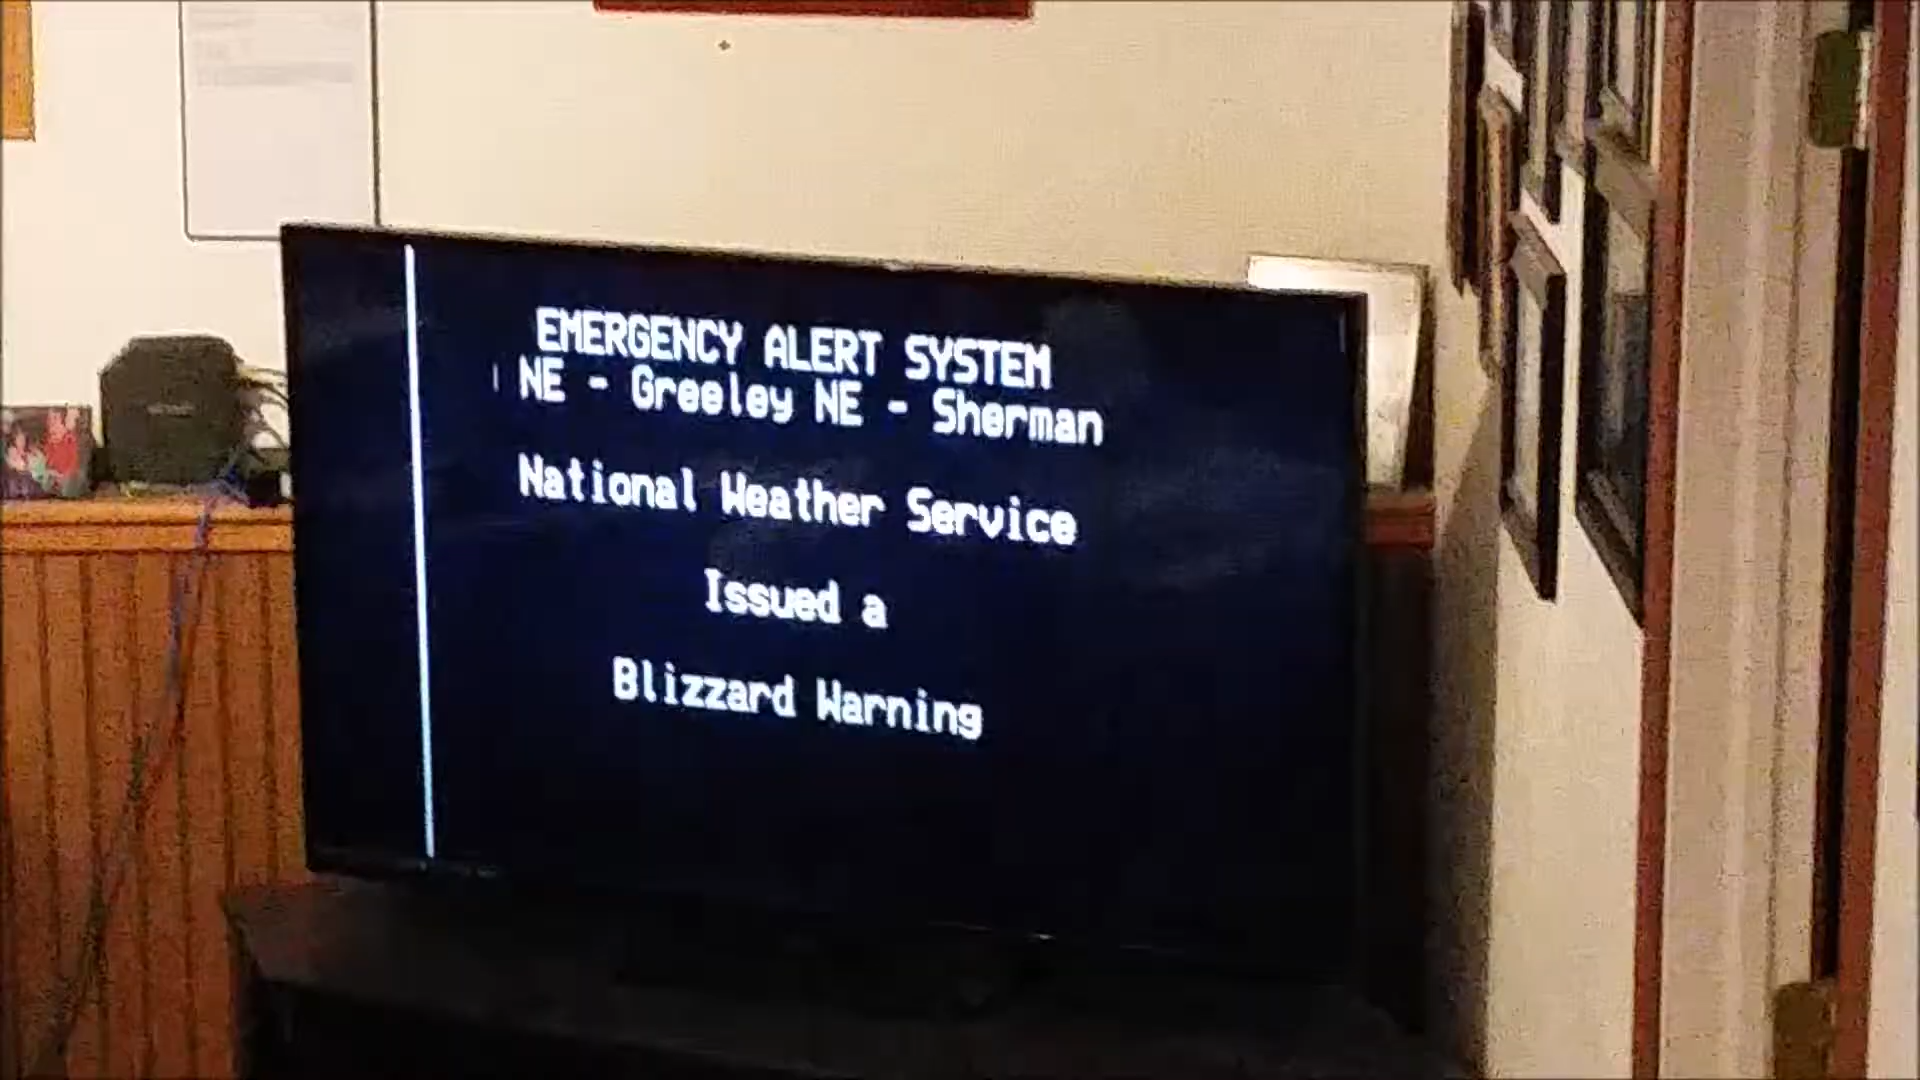 EMERGENCY ALERT SYSTEM
NE - Greeley NE - Sherman
National Weather Service
Issued a
Blizzard Warning